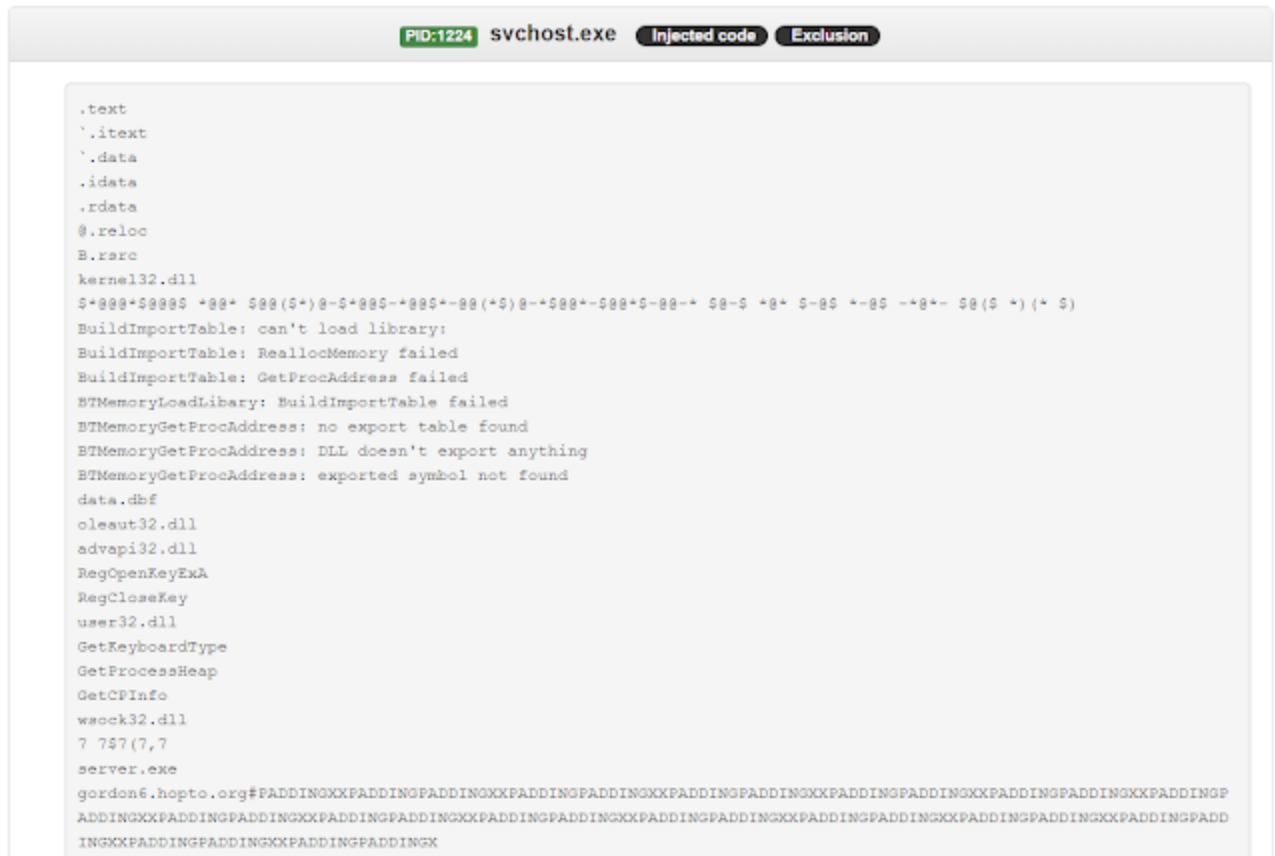 PID:1224 svchost.exe Injected code Exclusion
.text
`.itext
`.data
.idata
.rdata
@.reloc
B.rsrc
kernel32.dll
$*@@@*$@@@$ *@@* $@@($*)@-$*@@$-*@@$*-@@(*$)@-*$@@*-$@@*$-@@-* $@-$ *@* $-@$ *-@$ -*@*- $@($ *)(* $)
BuildImportTable: can't load library:
BuildImportTable: ReallocMemory failed
BuildImportTable: GetProcAddress failed
BTMemoryLoadLibary: BuildImportTable failed
BTMemoryGetProcAddress: no export table found
BTMemoryGetProcAddress: DLL doesn't export anything
BTMemoryGetProcAddress: exported symbol not found
data.dbf
oleaut32.dll
advapi32.dll
RegOpenKeyExA
RegCloseKey
user32.dll
GetKeyboardType
GetProcessHeap
GetCPInfo
wsock32.dll
7 7$7(7,7
server.exe
gordon6.hopto.org#PADDINGXXPADDINGPADDINGXXPADDINGPADDINGXXPADDINGPADDINGXXPADDINGPADDINGXXPADDINGPADDINGXXPADDINGP
ADDINGXXPADDINGPADDINGXXPADDINGPADDINGXXPADDINGPADDINGXXPADDINGPADDINGXXPADDINGPADDINGXXPADDINGPADDINGXXPADDINGPADD
INGXXPADDINGPADDINGXXPADDINGPADDINGX